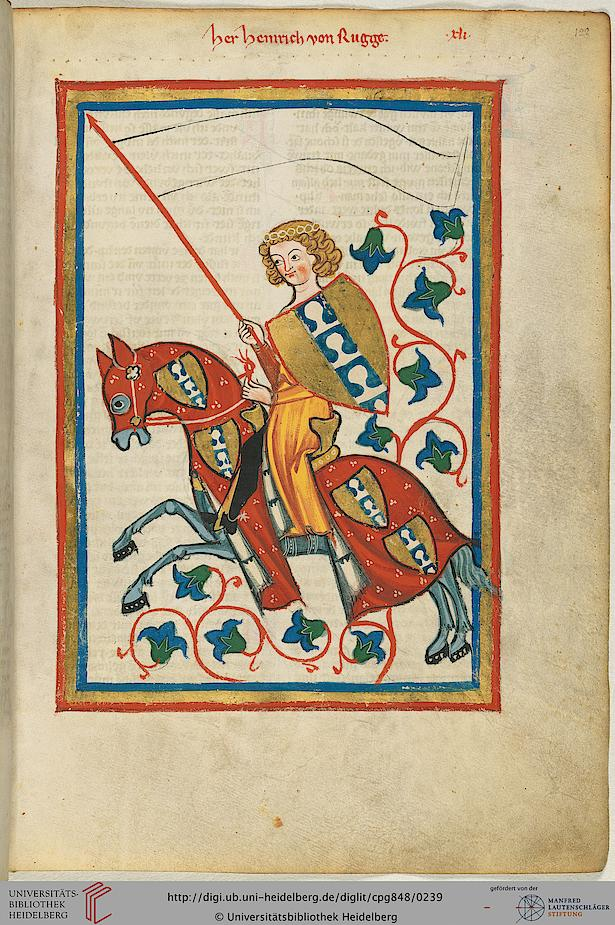 her Heinrich von Rugge. ·xli·
122
UNIVERSITÄTS-
BIBLIOTHEK
HEIDELBERG
http://digi.ub.uni-heidelberg.de/diglit/cpg848/0239
© Universitätsbibliothek Heidelberg
gefördert von der
MANFRED
LAUTENSCHLÄGER
STIFTUNG